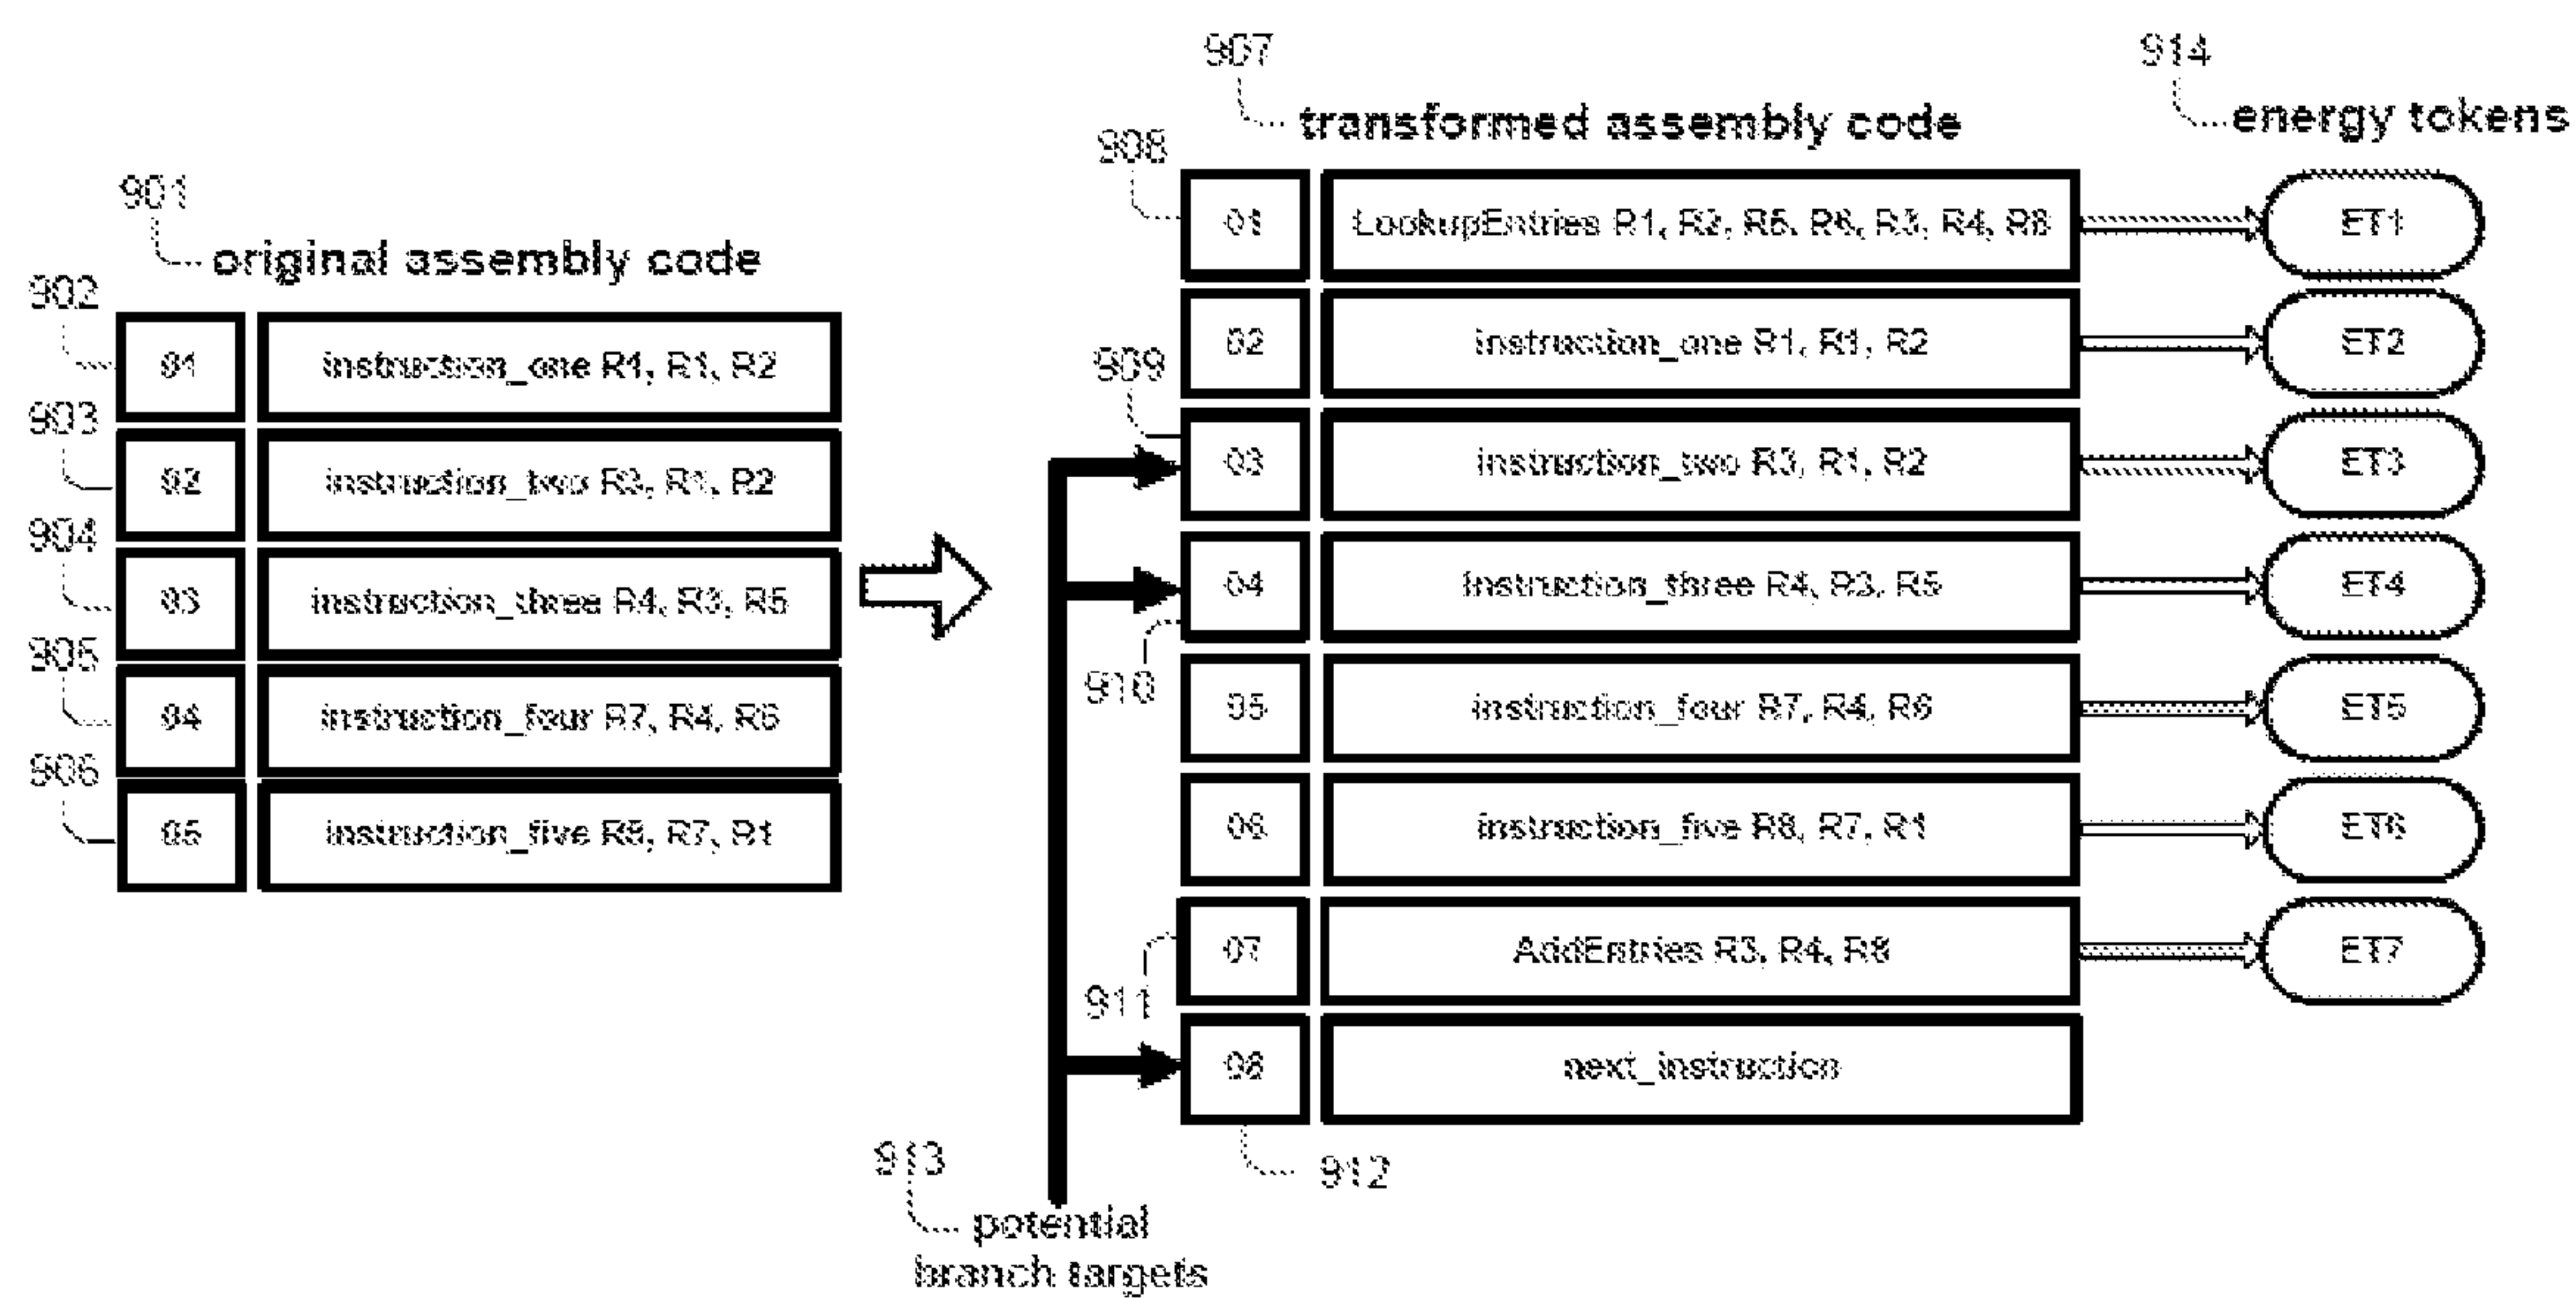 907
914
transformed assembly code
energy tokens
908
901
01
LookupEntries R1, R2, R5, R6, R3, R4, R8
ET1
original assembly code
902
02
instruction_one R1, R1, R2
ET2
01
instruction_one R1, R1, R2
909
903
03
instruction_two R3, R1, R2
ET3
02
instruction_two R3, R1, R2
904
04
instruction_three R4, R3, R5
ET4
03
instruction_three R4, R3, R5
905
910
05
instruction_four R7, R4, R6
ET5
04
instruction_four R7, R4, R6
906
06
instruction_five R8, R7, R1
ET6
05
instruction_five R8, R7, R1
07
AddEntries R3, R4, R8
ET7
911
08
next_instruction
913
912
potential
branch targets